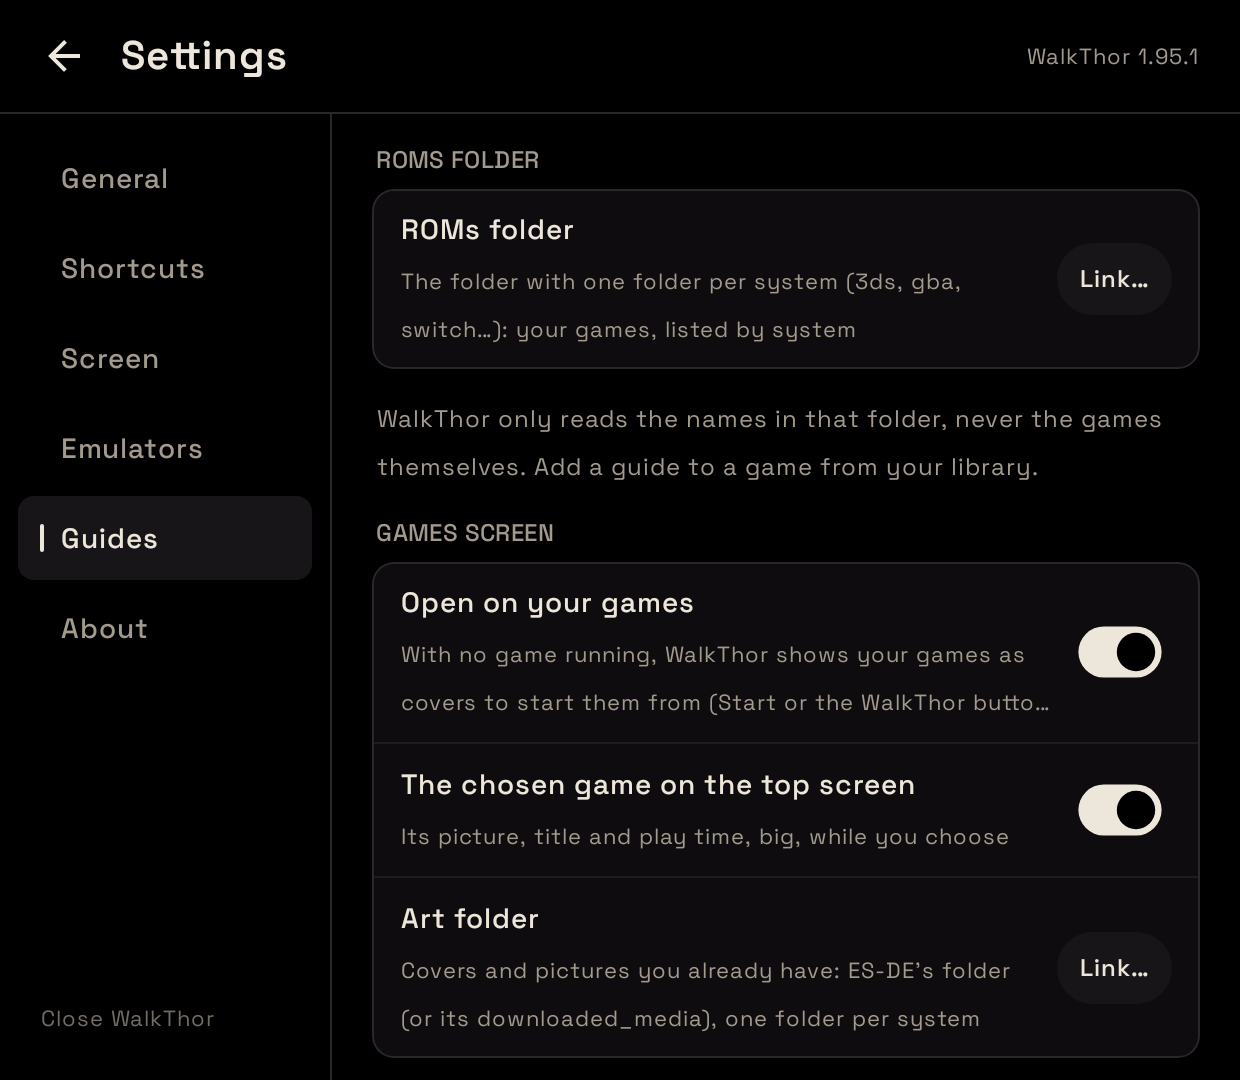 Settings
WalkThor 1.95.1
General
Shortcuts
Screen
Emulators
Guides
About
Close WalkThor
ROMS FOLDER
ROMs folder
The folder with one folder per system (3ds, gba,
switch…): your games, listed by system
Link…
WalkThor only reads the names in that folder, never the games
themselves. Add a guide to a game from your library.
GAMES SCREEN
Open on your games
With no game running, WalkThor shows your games as
covers to start them from (Start or the WalkThor butto…
The chosen game on the top screen
Its picture, title and play time, big, while you choose
Art folder
Covers and pictures you already have: ES-DE’s folder
(or its downloaded_media), one folder per system
Link…